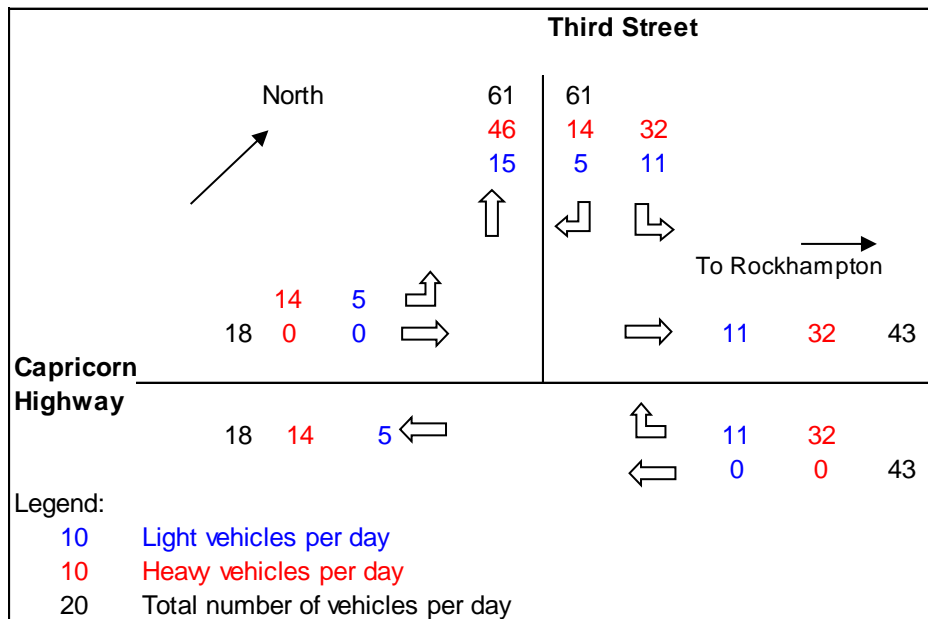 Third Street
North 61 61
46 14 32
15 5 11
To Rockhampton
14 5
18 0 0 11 32 43
Capricorn
Highway
18 14 5 11 32
0 0 43
Legend:
10 Light vehicles per day
10 Heavy vehicles per day
20 Total number of vehicles per day